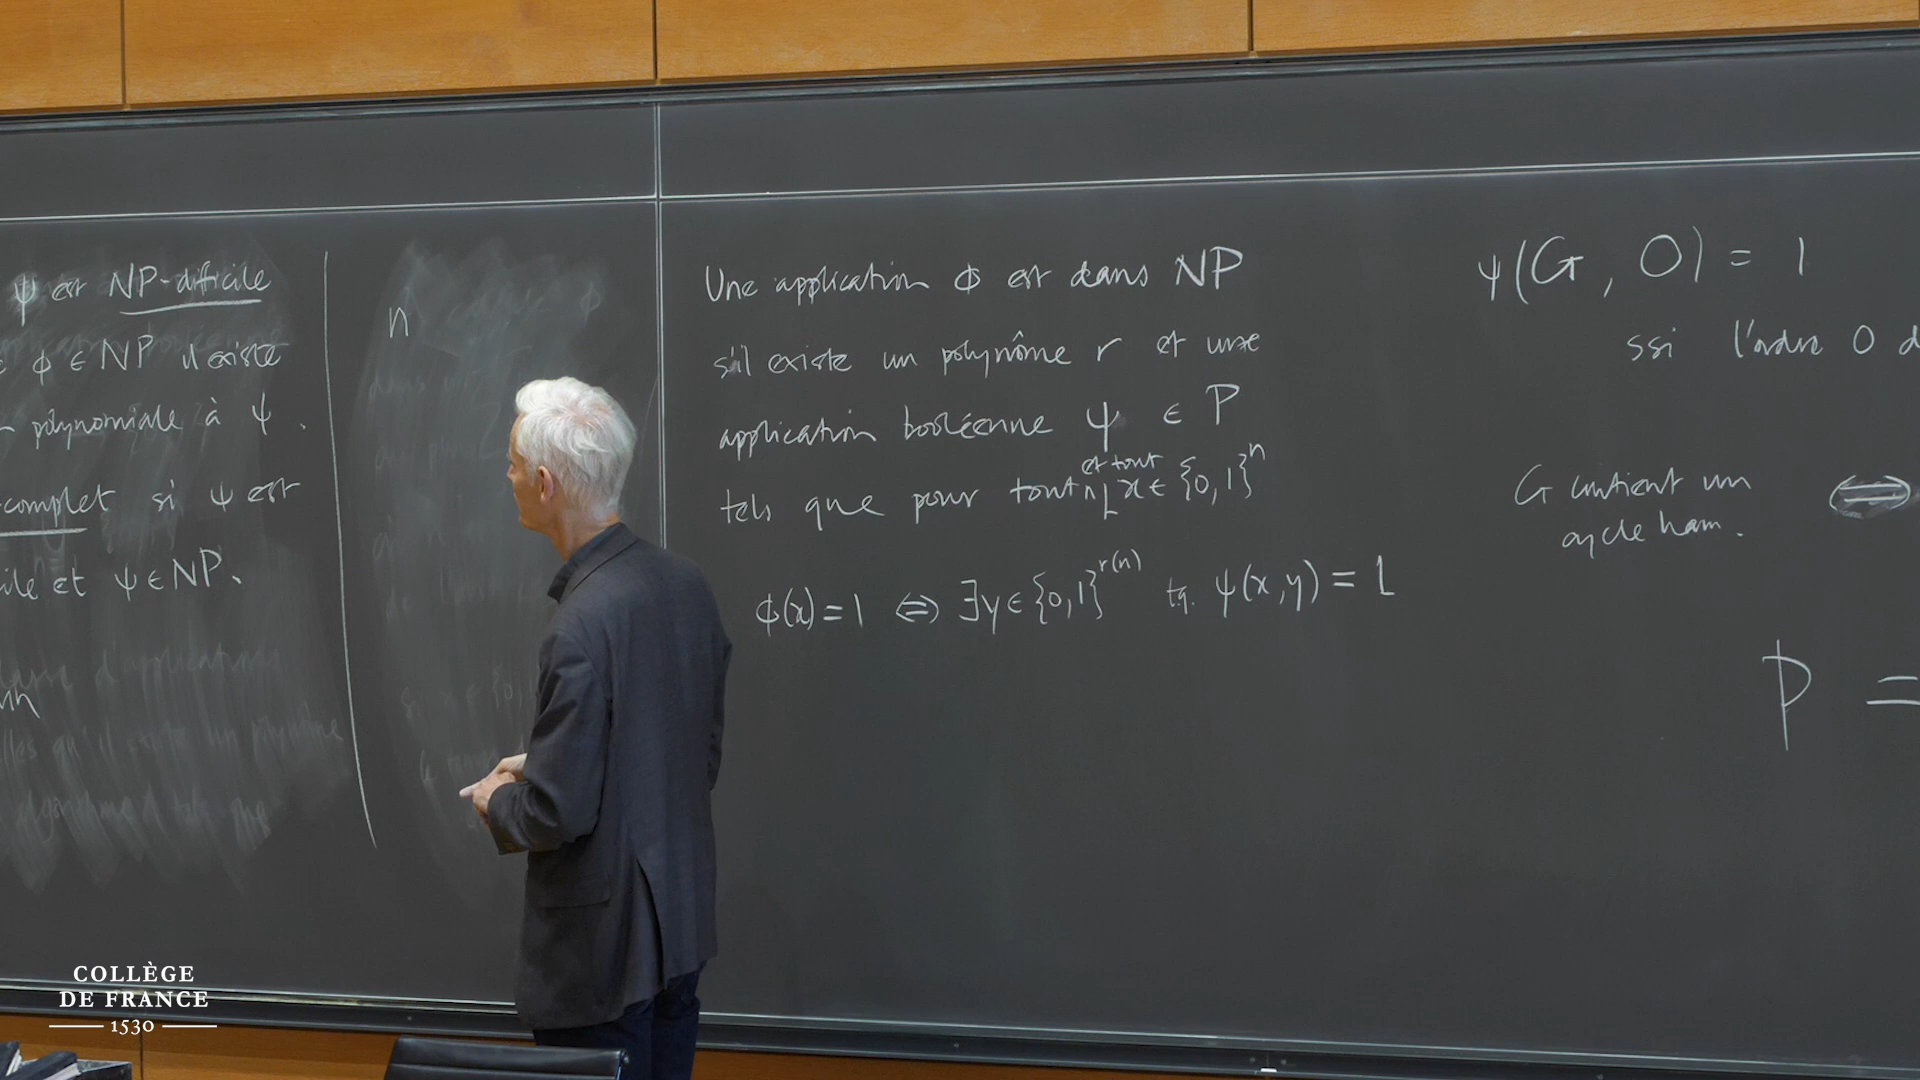 ψ est NP-difficile
φ ∈ NP il existe
polynomiale à ψ.
complet si ψ est
ile et ψ ∈ NP.
n
Une application φ est dans NP
s'il existe un polynôme r et une
application booléenne ψ ∈ P
et tout
tels que pour tout n x ∈ {0,1}^n
φ(x)=1 ⇔ ∃y ∈ {0,1}^r(n) tq. ψ(x,y) = 1
ψ(G, O) = 1
ssi l'ordre O d
G contient un ⇔
cycle ham.
P =
COLLÈGE
DE FRANCE
1530